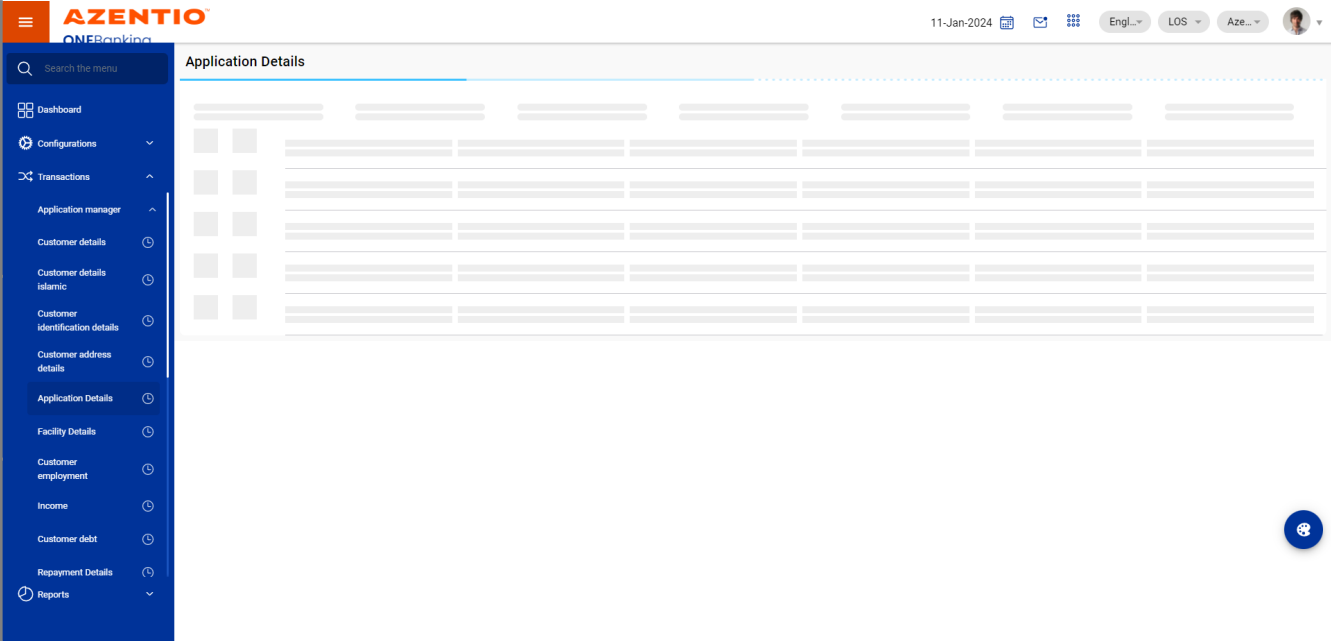 AZENTIO™
ONEBanking
11-Jan-2024
Engl...
LOS
Aze...
Search the menu
Application Details
Dashboard
Configurations
Transactions
Application manager
Customer details
Customer details
islamic
Customer
identification details
Customer address
details
Application Details
Facility Details
Customer
employment
Income
Customer debt
Repayment Details
Reports